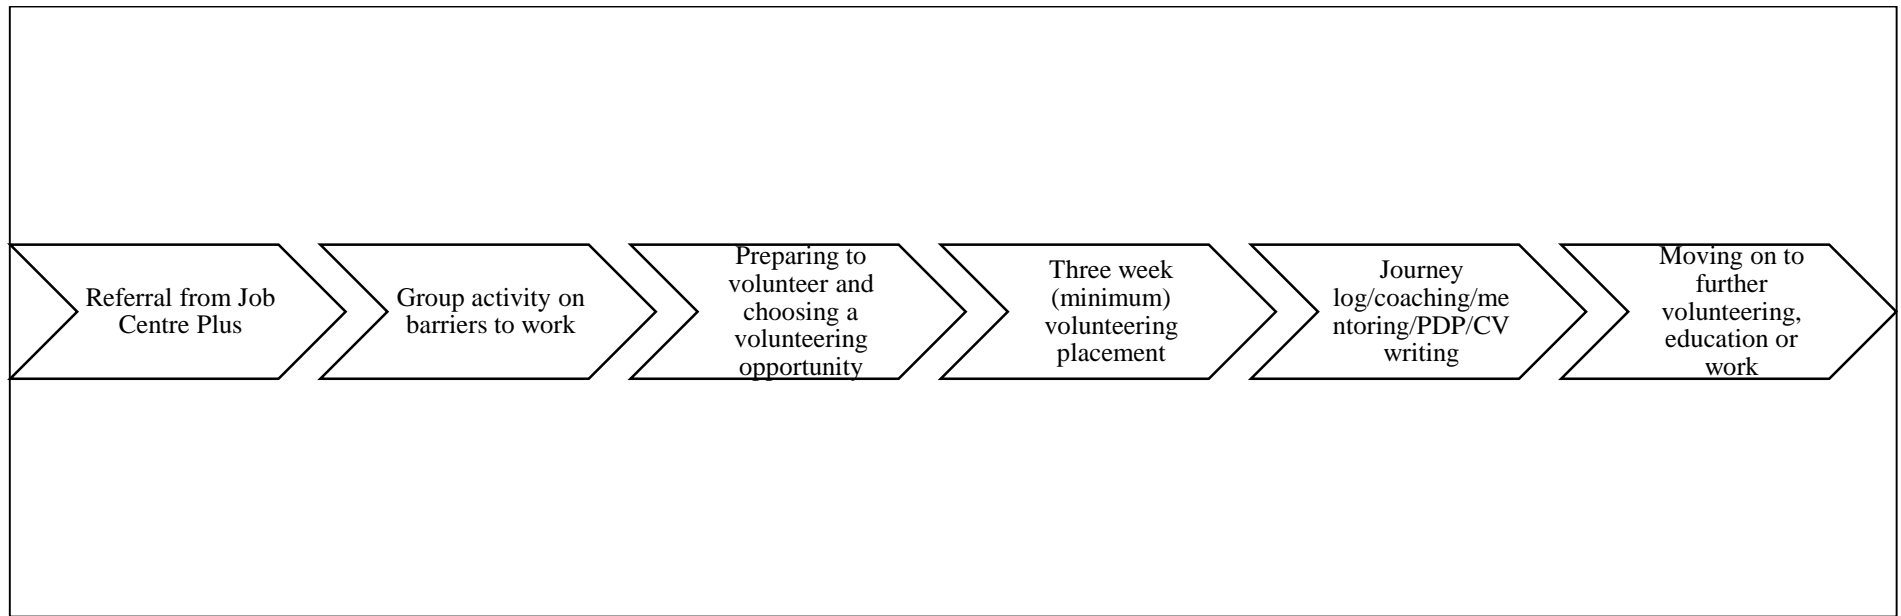 Referral from Job
Centre Plus
Group activity on
barriers to work
Preparing to
volunteer and
choosing a
volunteering
opportunity
Three week
(minimum)
volunteering
placement
Journey
log/coaching/me
ntoring/PDP/CV
writing
Moving on to
further
volunteering,
education or
work